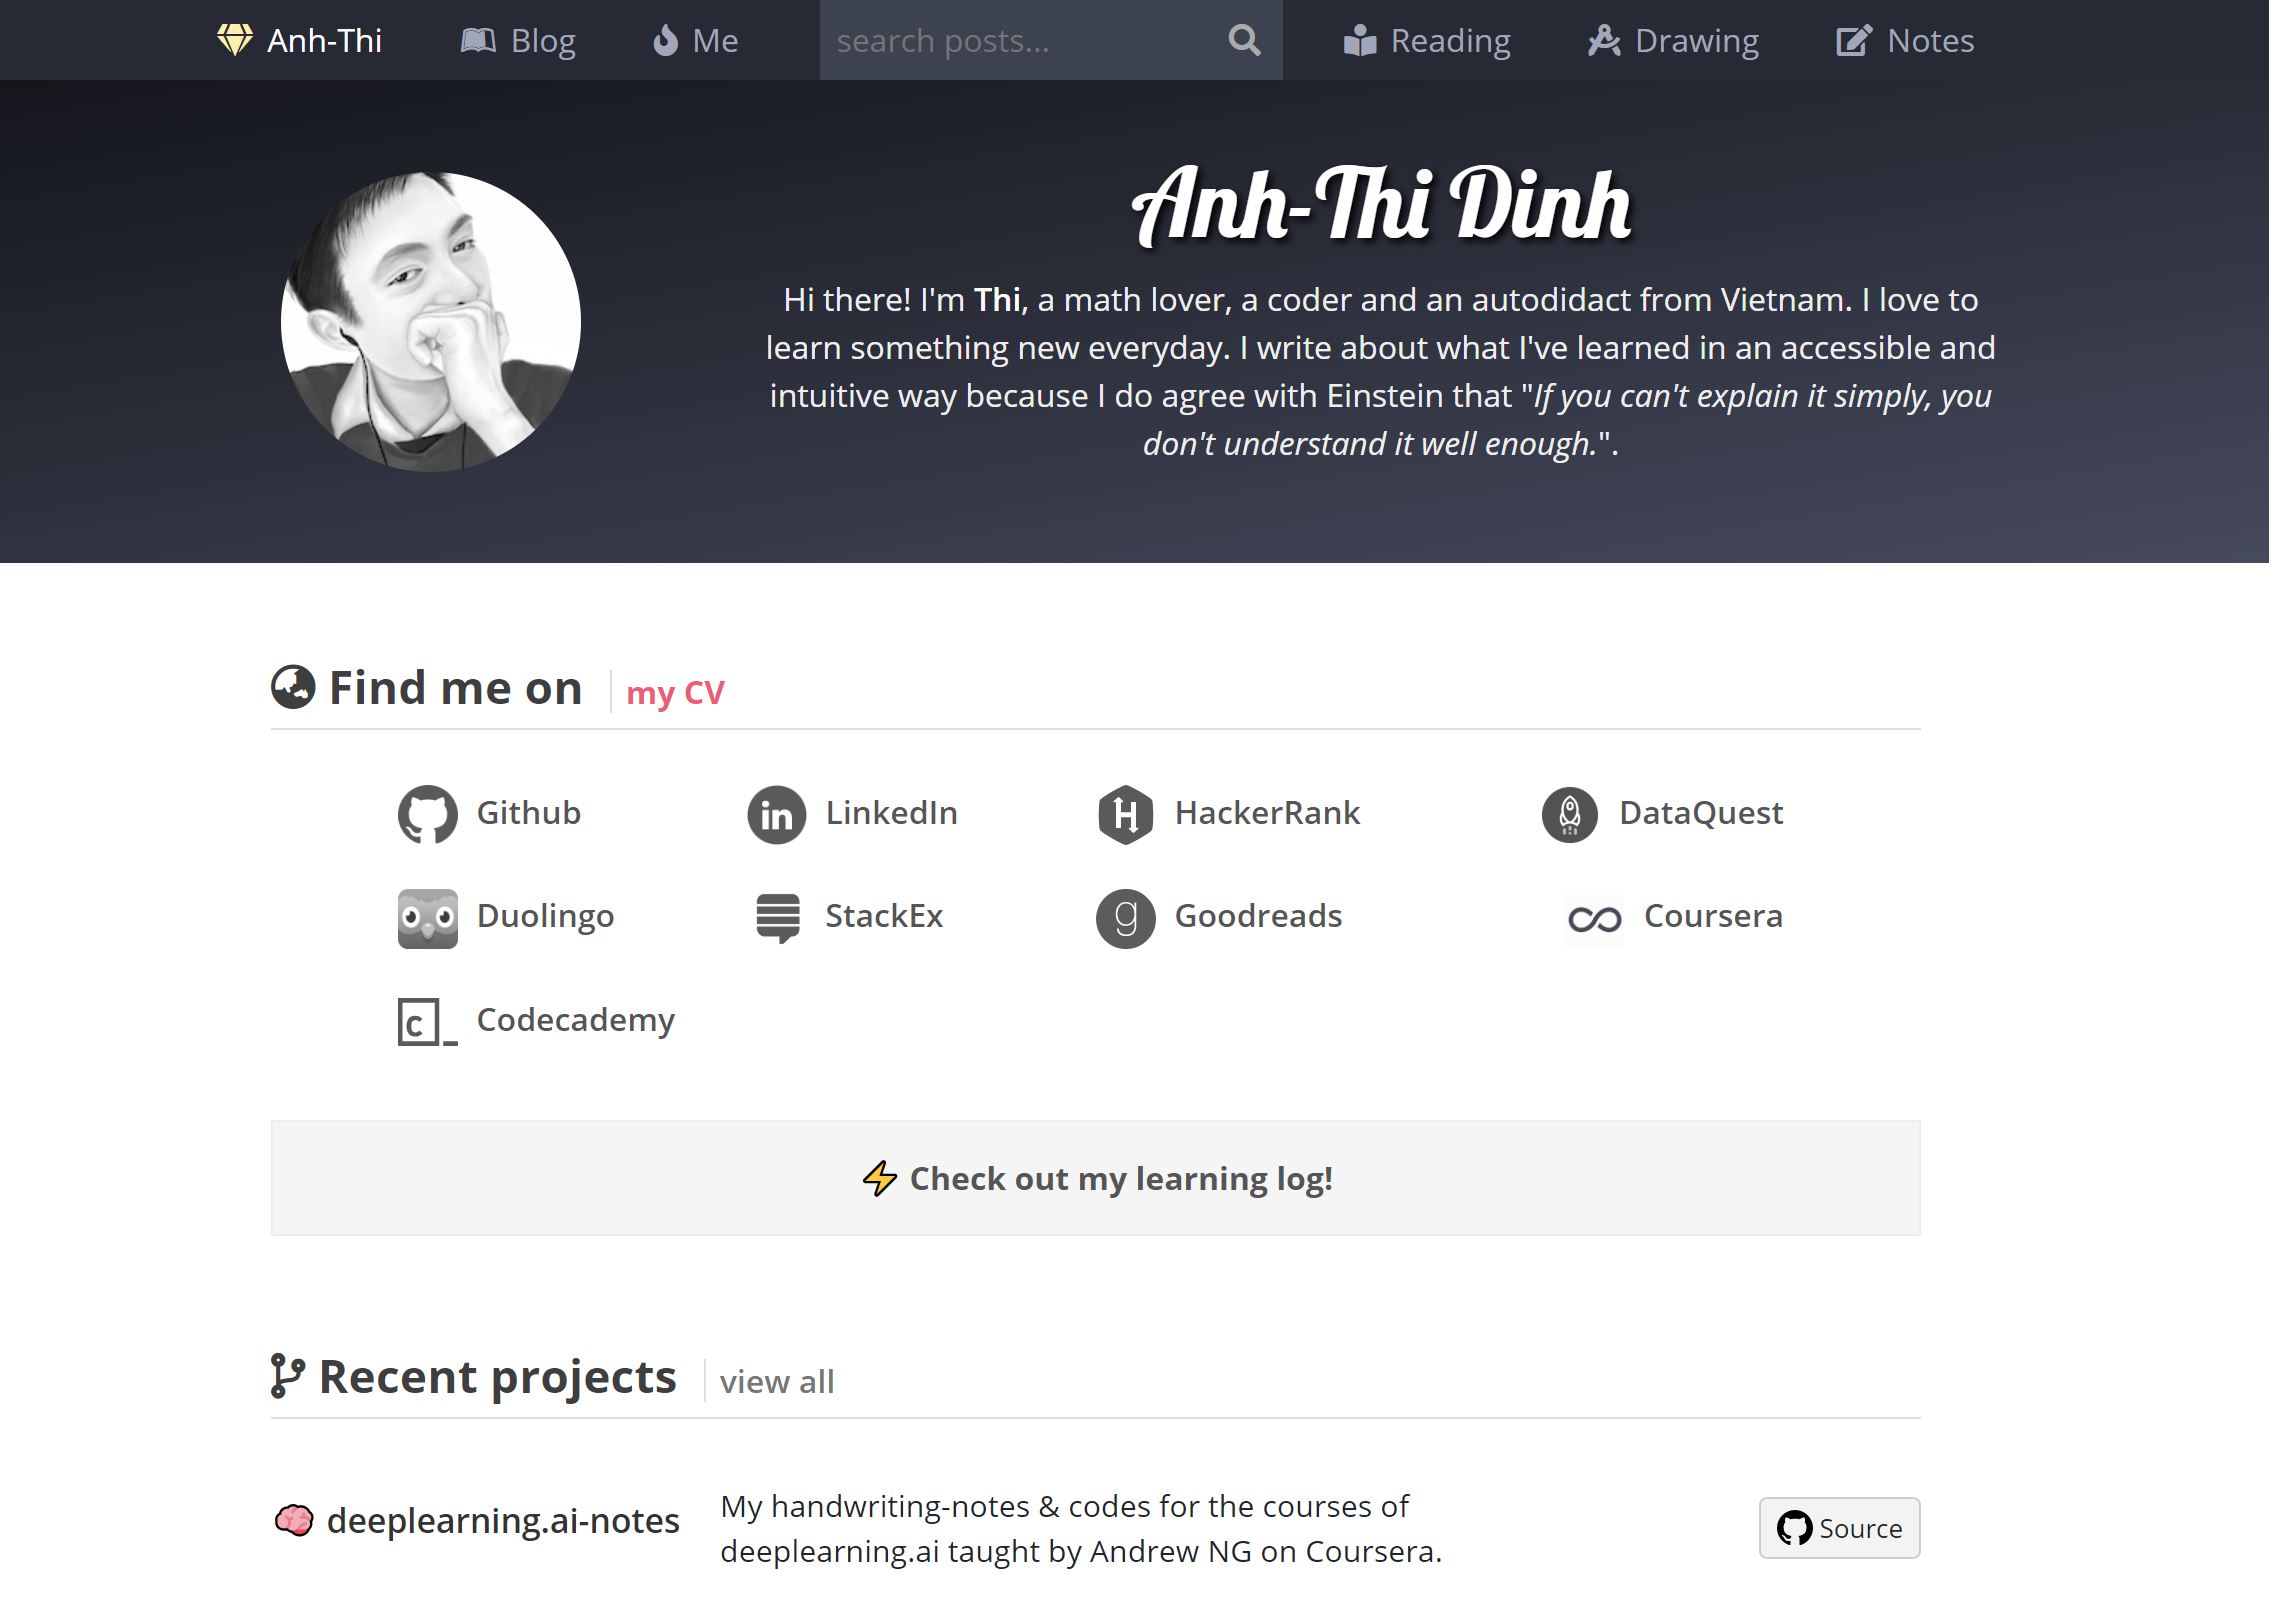 Anh-Thi Blog Me search posts... Reading Drawing Notes
Anh-Thi Dinh
Hi there! I'm Thi, a math lover, a coder and an autodidact from Vietnam. I love to
learn something new everyday. I write about what I've learned in an accessible and
intuitive way because I do agree with Einstein that "If you can't explain it simply, you
don't understand it well enough.".
Find me on my CV
Github LinkedIn HackerRank DataQuest
Duolingo StackEx Goodreads Coursera
Codecademy
Check out my learning log!
Recent projects view all
deeplearning.ai-notes
My handwriting-notes & codes for the courses of
deeplearning.ai taught by Andrew NG on Coursera.
Source